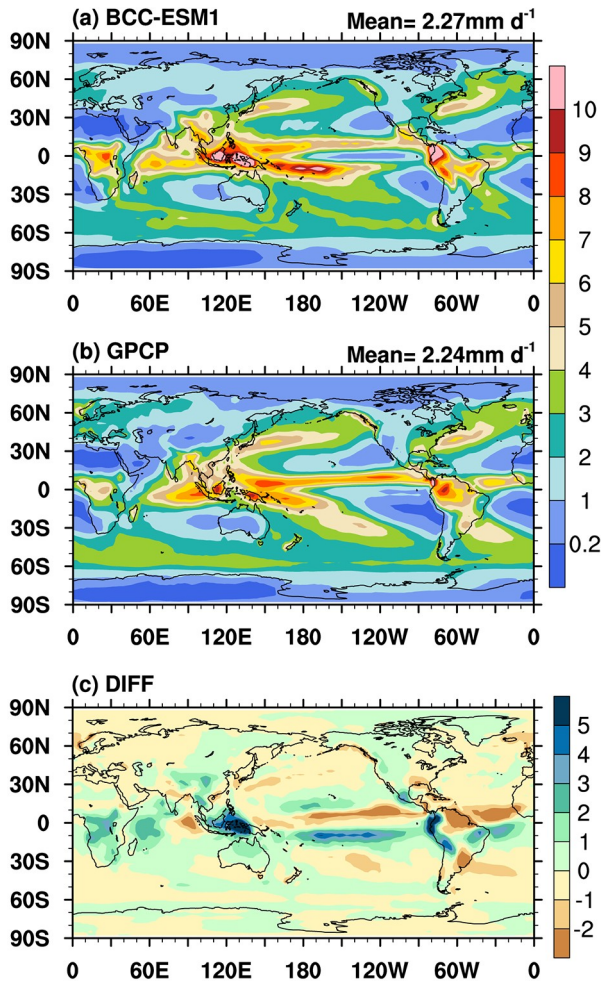 (a) BCC-ESM1 Mean= 2.27mm d⁻¹
90N
60N
30N
0
30S
60S
90S
0 60E 120E 180 120W 60W 0
10
9
8
7
6
5
4
3
2
1
0.2
(b) GPCP Mean= 2.24mm d⁻¹
90N
60N
30N
0
30S
60S
90S
0 60E 120E 180 120W 60W 0
(c) DIFF
90N
60N
30N
0
30S
60S
90S
0 60E 120E 180 120W 60W 0
5
4
3
2
1
0
-1
-2